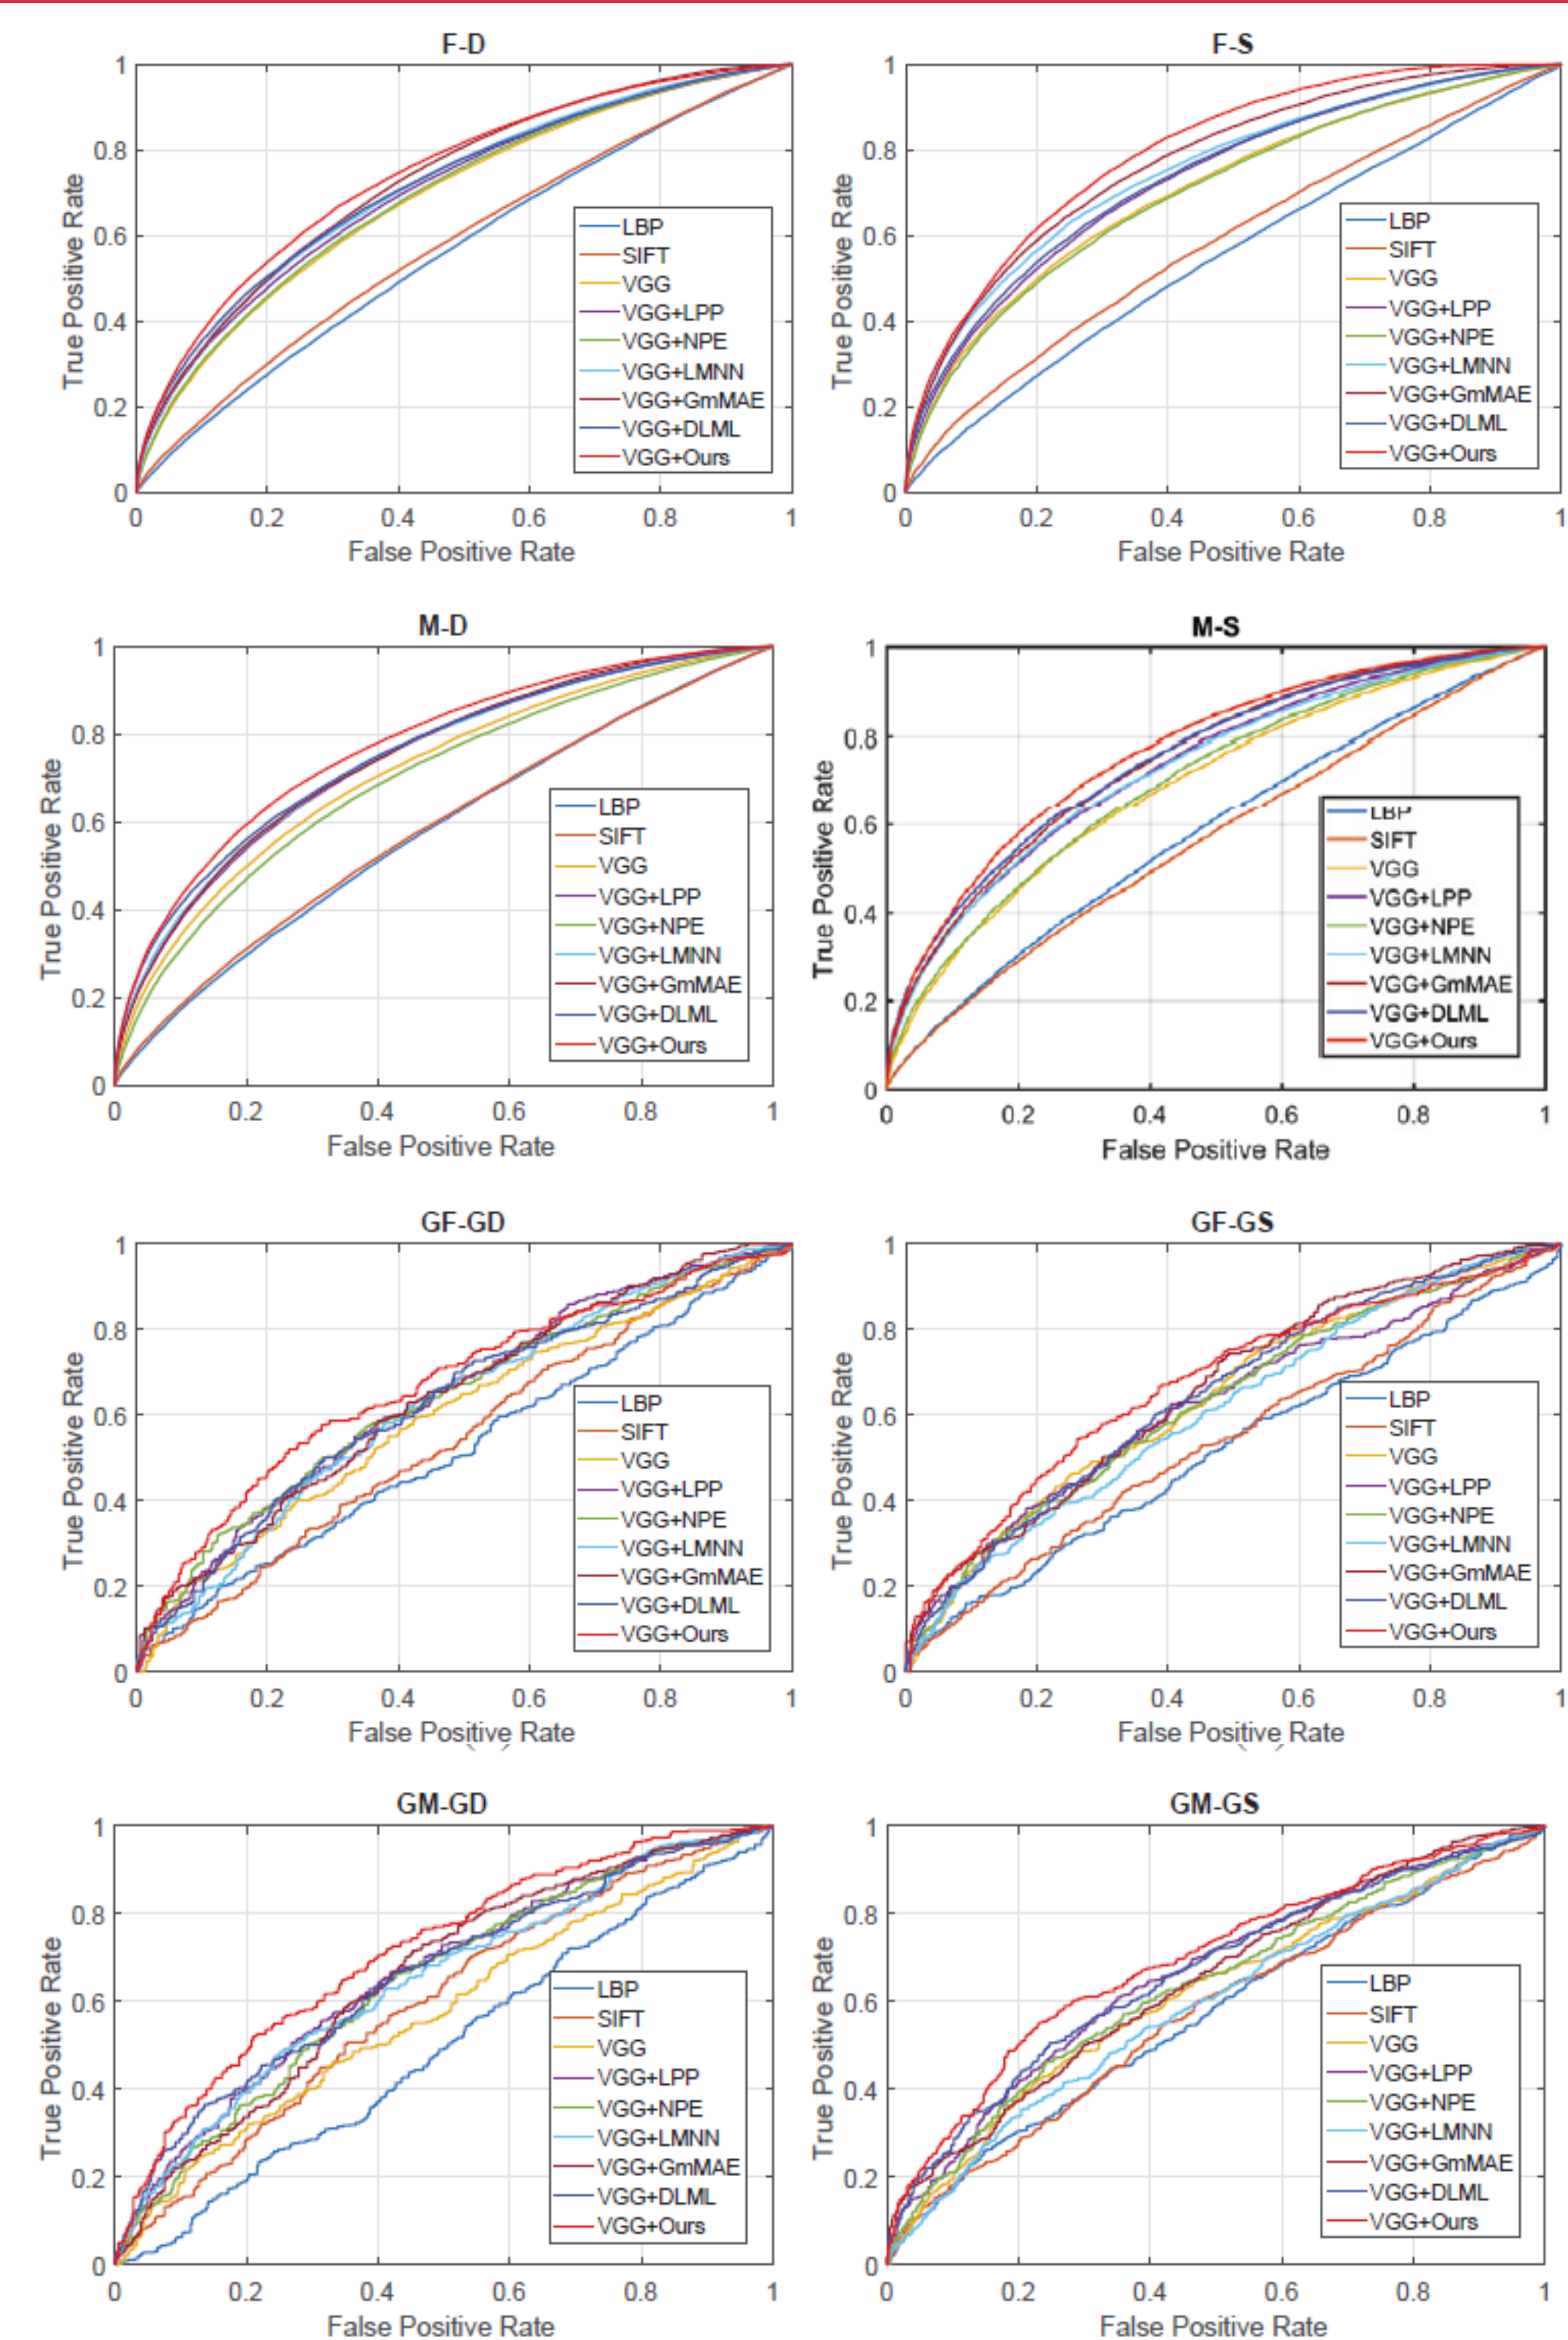 F-D
1
0.8
0.6
0.4
0.2
0
True Positive Rate
LBP
SIFT
VGG
VGG+LPP
VGG+NPE
VGG+LMNN
VGG+GmMAE
VGG+DLML
VGG+Ours
0 0.2 0.4 0.6 0.8 1
False Positive Rate
F-S
1
0.8
0.6
0.4
0.2
0
True Positive Rate
LBP
SIFT
VGG
VGG+LPP
VGG+NPE
VGG+LMNN
VGG+GmMAE
VGG+DLML
VGG+Ours
0 0.2 0.4 0.6 0.8 1
False Positive Rate
M-D
1
0.8
0.6
0.4
0.2
0
True Positive Rate
LBP
SIFT
VGG
VGG+LPP
VGG+NPE
VGG+LMNN
VGG+GmMAE
VGG+DLML
VGG+Ours
0 0.2 0.4 0.6 0.8 1
False Positive Rate
M-S
1
0.8
0.6
0.4
0.2
0
True Positive Rate
LBP
SIFT
VGG
VGG+LPP
VGG+NPE
VGG+LMNN
VGG+GmMAE
VGG+DLML
VGG+Ours
0 0.2 0.4 0.6 0.8 1
False Positive Rate
GF-GD
1
0.8
0.6
0.4
0.2
0
True Positive Rate
LBP
SIFT
VGG
VGG+LPP
VGG+NPE
VGG+LMNN
VGG+GmMAE
VGG+DLML
VGG+Ours
0 0.2 0.4 0.6 0.8 1
False Positive Rate
GF-GS
1
0.8
0.6
0.4
0.2
0
True Positive Rate
LBP
SIFT
VGG
VGG+LPP
VGG+NPE
VGG+LMNN
VGG+GmMAE
VGG+DLML
VGG+Ours
0 0.2 0.4 0.6 0.8 1
False Positive Rate
GM-GD
1
0.8
0.6
0.4
0.2
0
True Positive Rate
LBP
SIFT
VGG
VGG+LPP
VGG+NPE
VGG+LMNN
VGG+GmMAE
VGG+DLML
VGG+Ours
0 0.2 0.4 0.6 0.8 1
False Positive Rate
GM-GS
1
0.8
0.6
0.4
0.2
0
True Positive Rate
LBP
SIFT
VGG
VGG+LPP
VGG+NPE
VGG+LMNN
VGG+GmMAE
VGG+DLML
VGG+Ours
0 0.2 0.4 0.6 0.8 1
False Positive Rate